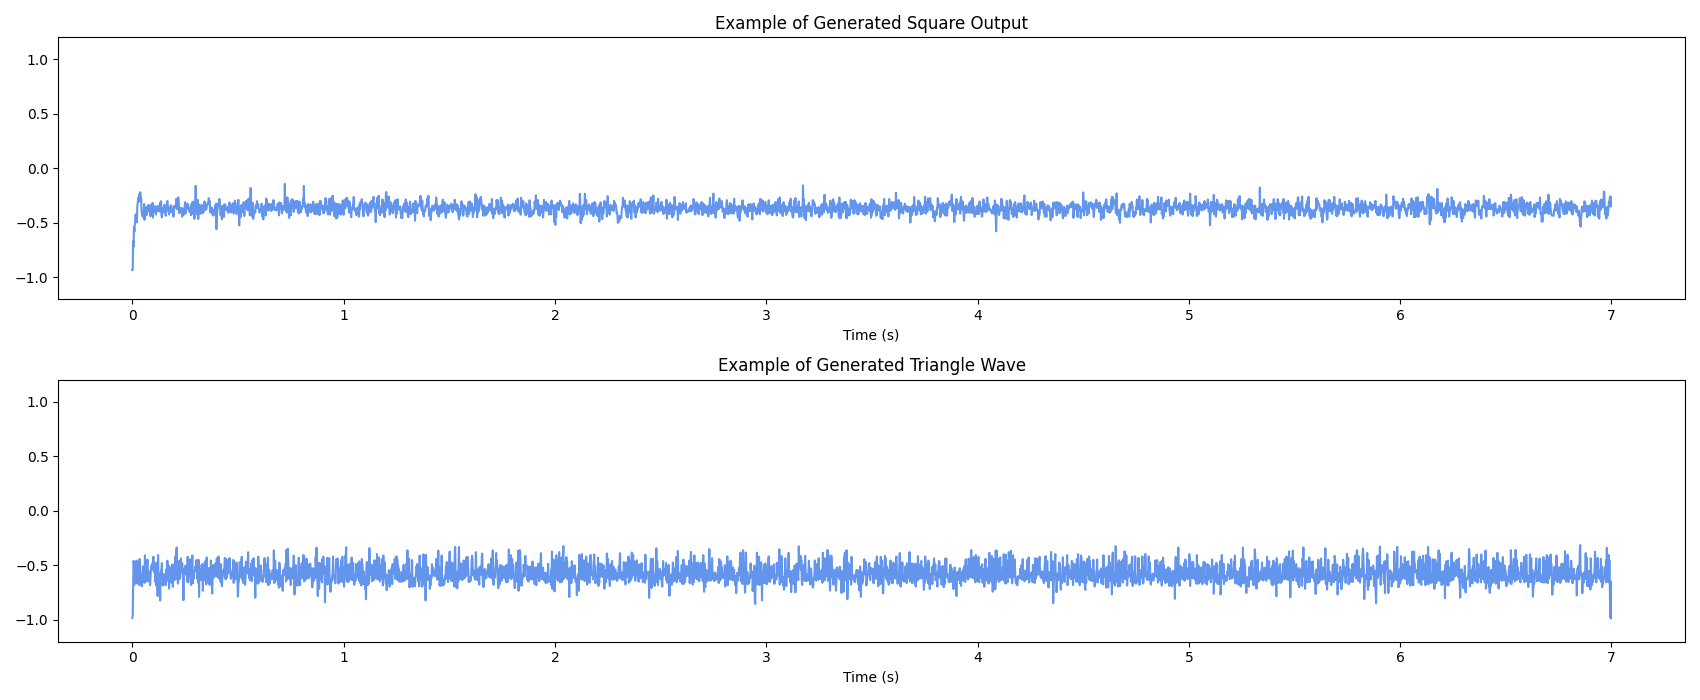 Example of Generated Square Output
1.0
0.5
0.0
−0.5
−1.0
0 1 2 3 4 5 6 7
Time (s)
Example of Generated Triangle Wave
1.0
0.5
0.0
−0.5
−1.0
0 1 2 3 4 5 6 7
Time (s)